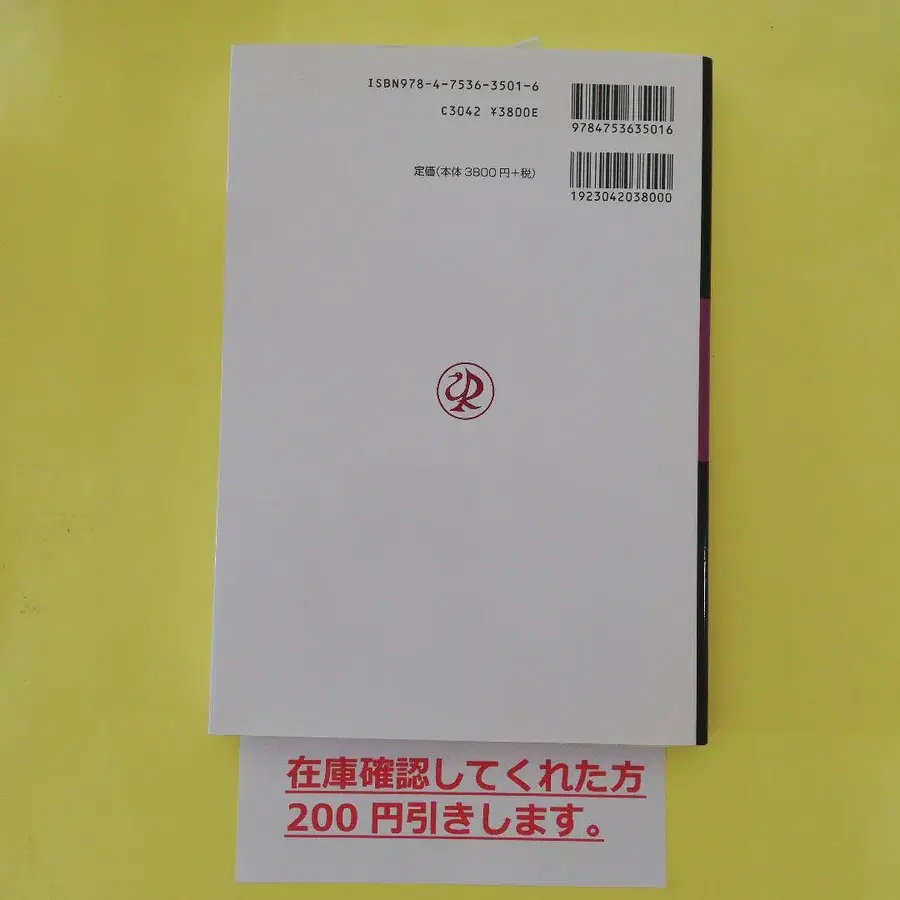 ISBN978-4-7536-3501-6
C3042 ¥3800E
定価(本体3800円+税)
9784753635016
1923042038000
在庫確認してくれた方
200 円引きします。